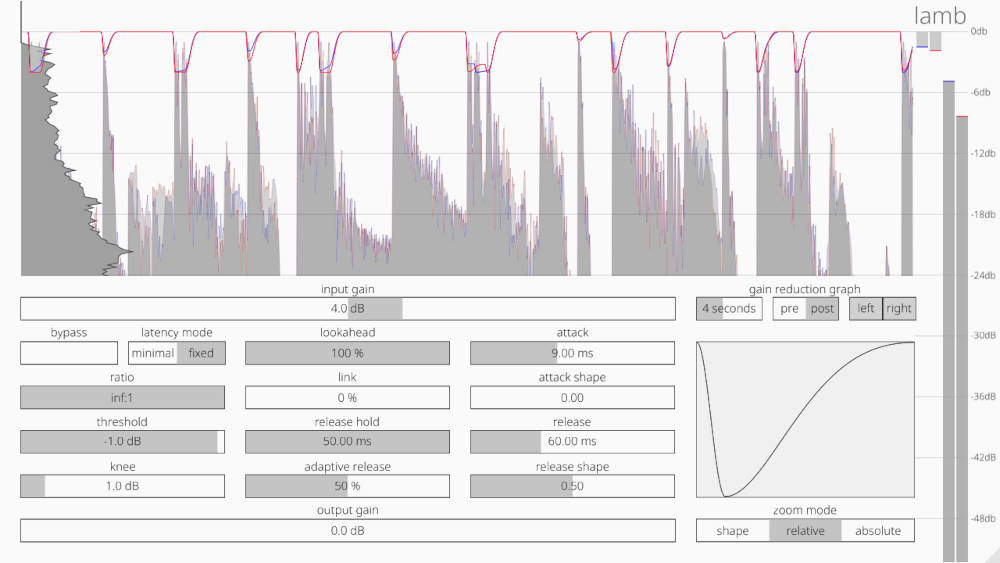 lamb
0db
-6db
-12db
-18db
-24db
-30db
-36db
-42db
-48db
input gain
4.0 dB
gain reduction graph
4 seconds pre post left right
bypass latency mode lookahead attack
minimal fixed 100 % 9.00 ms
ratio link attack shape
inf:1 0 % 0.00
threshold release hold release
-1.0 dB 50.00 ms 60.00 ms
knee adaptive release release shape
1.0 dB 50 % 0.50
output gain
0.0 dB
zoom mode
shape relative absolute